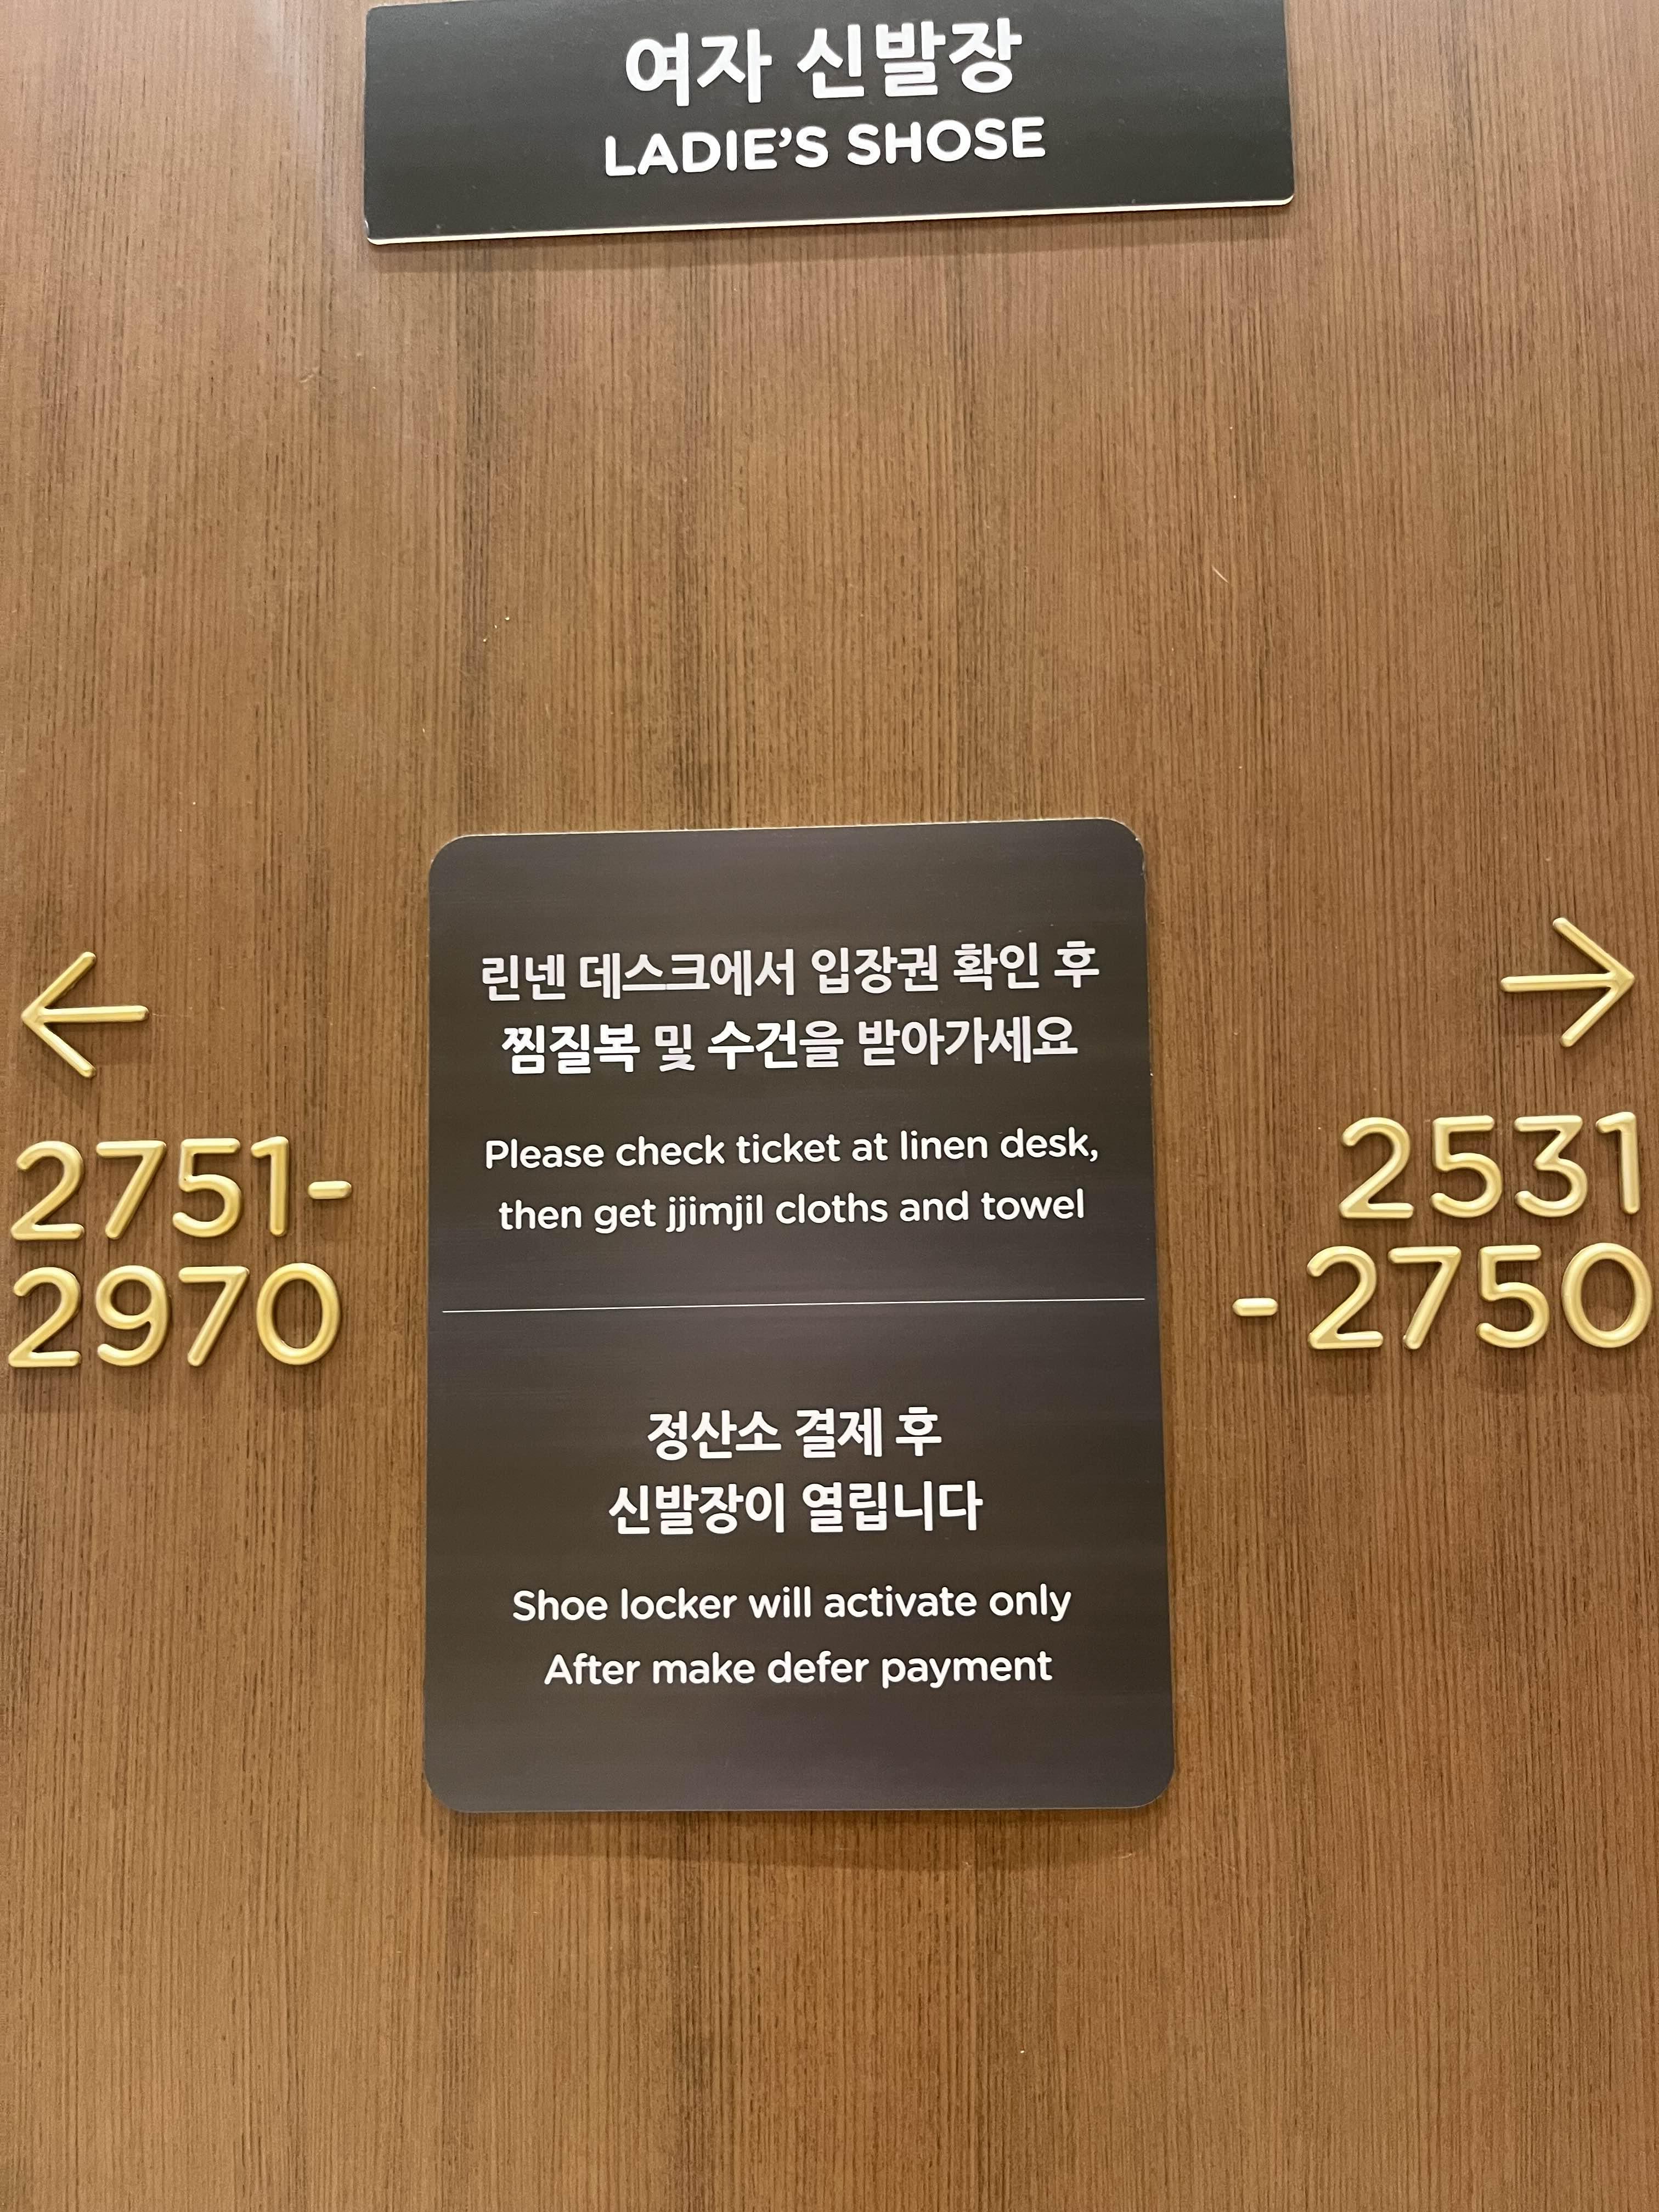 여자 신발장
LADIE'S SHOSE
←
2751-
2970
린넨 데스크에서 입장권 확인 후
찜질복 및 수건을 받아가세요
Please check ticket at linen desk,
then get jjimjil cloths and towel
정산소 결제 후
신발장이 열립니다
Shoe locker will activate only
After make defer payment
→
2531
-2750